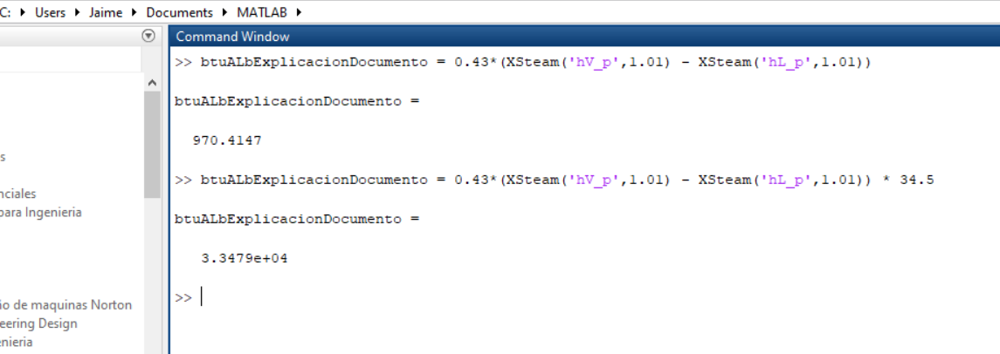 C: Users Jaime Documents MATLAB
Command Window
>> btuALbExplicacionDocumento = 0.43*(XSteam('hV_p',1.01) - XSteam('hL_p',1.01))
btuALbExplicacionDocumento =
970.4147
>> btuALbExplicacionDocumento = 0.43*(XSteam('hV_p',1.01) - XSteam('hL_p',1.01)) * 34.5
btuALbExplicacionDocumento =
3.3479e+04
>>
s
nciales
para Ingenieria
ão de maquinas Norton
eering Design
enieria